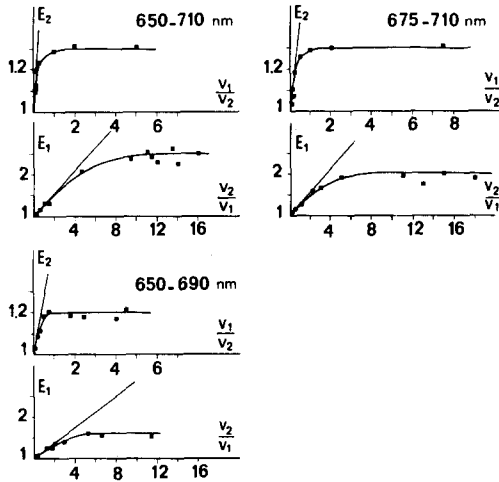 E2 650-710 nm
1.2
1
2 4 6
V1/V2
E1
2
1
4 8 12 16
V2/V1
E2 675-710 nm
1.2
1
2 4 6 8
V1/V2
E1
2
1
4 8 12 16
V2/V1
E2 650-690 nm
1.2
1
2 4 6
V1/V2
E1
2
1
4 8 12 16
V2/V1